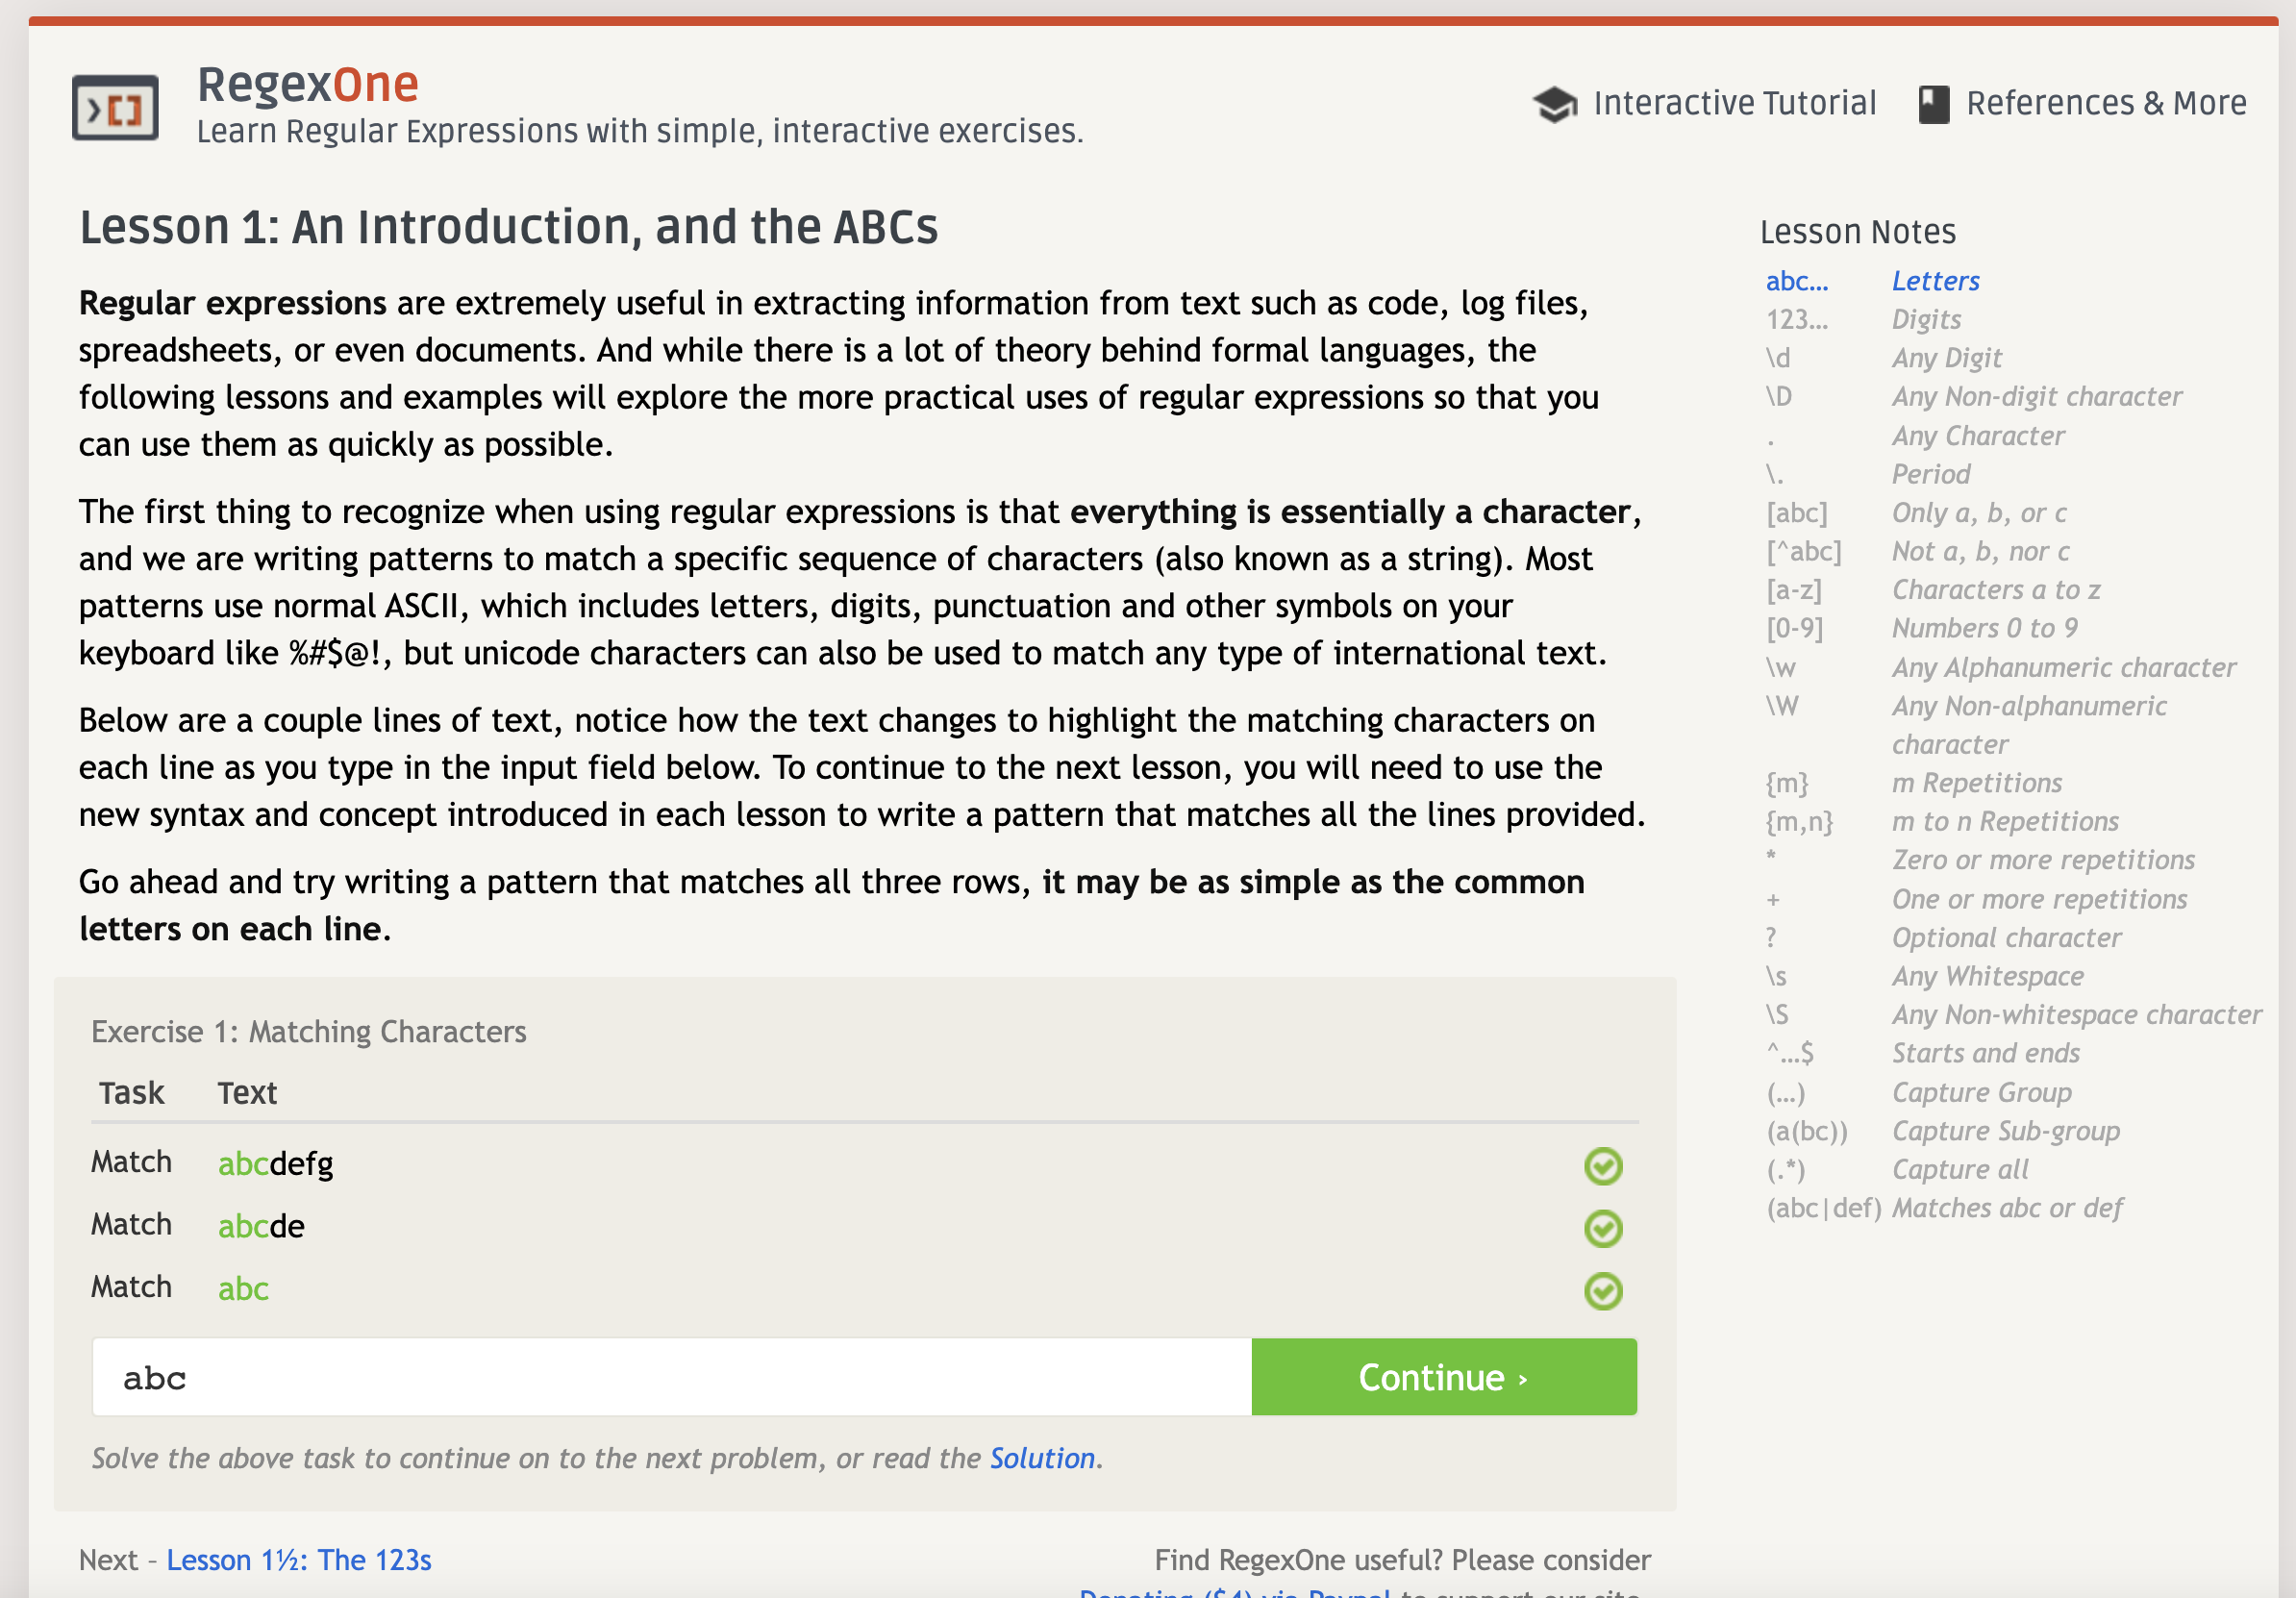 RegexOne
Learn Regular Expressions with simple, interactive exercises.
Interactive Tutorial
References & More
Lesson 1: An Introduction, and the ABCs
Regular expressions are extremely useful in extracting information from text such as code, log files,
spreadsheets, or even documents. And while there is a lot of theory behind formal languages, the
following lessons and examples will explore the more practical uses of regular expressions so that you
can use them as quickly as possible.
The first thing to recognize when using regular expressions is that everything is essentially a character,
and we are writing patterns to match a specific sequence of characters (also known as a string). Most
patterns use normal ASCII, which includes letters, digits, punctuation and other symbols on your
keyboard like %#$@!, but unicode characters can also be used to match any type of international text.
Below are a couple lines of text, notice how the text changes to highlight the matching characters on
each line as you type in the input field below. To continue to the next lesson, you will need to use the
new syntax and concept introduced in each lesson to write a pattern that matches all the lines provided.
Go ahead and try writing a pattern that matches all three rows, it may be as simple as the common
letters on each line.
Exercise 1: Matching Characters
Task Text
Match abcdefg
Match abcde
Match abc
abc
Continue ›
Solve the above task to continue on to the next problem, or read the Solution.
Next – Lesson 1½: The 123s
Find RegexOne useful? Please consider
Donating ($4) via Paypal to support our site.
Lesson Notes
abc… Letters
123… Digits
\d Any Digit
\D Any Non-digit character
. Any Character
\. Period
[abc] Only a, b, or c
[^abc] Not a, b, nor c
[a-z] Characters a to z
[0-9] Numbers 0 to 9
\w Any Alphanumeric character
\W Any Non-alphanumeric
character
{m} m Repetitions
{m,n} m to n Repetitions
* Zero or more repetitions
+ One or more repetitions
? Optional character
\s Any Whitespace
\S Any Non-whitespace character
^…$ Starts and ends
(…) Capture Group
(a(bc)) Capture Sub-group
(.*) Capture all
(abc|def) Matches abc or def